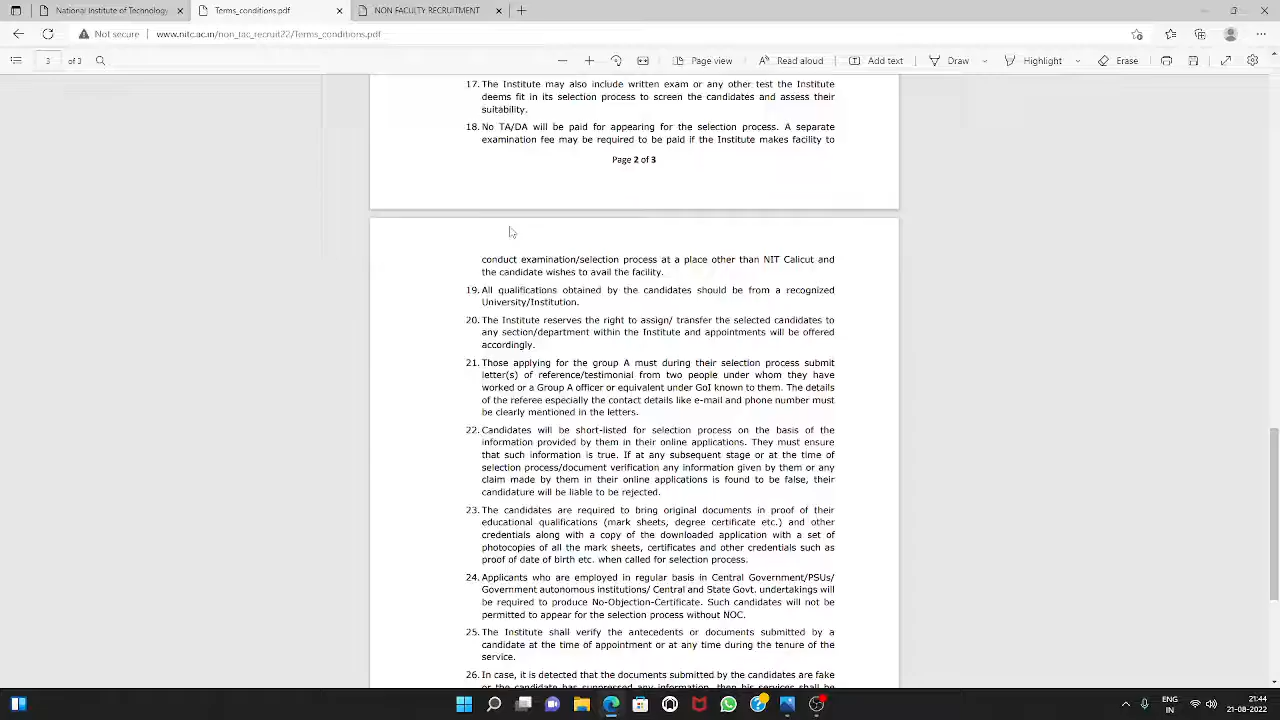 National Institute of Technology
Terms_conditions.pdf
NON FACULTY RECRUITMENT
Not secure
www.nitc.ac.in/non_tac_recruit22/Terms_conditions.pdf
3 of 3
Page view
Read aloud
Add text
Draw
Highlight
Erase
17. The Institute may also include written exam or any other test the Institute
deems fit in its selection process to screen the candidates and assess their
suitability.
18. No TA/DA will be paid for appearing for the selection process. A separate
examination fee may be required to be paid if the Institute makes facility to
Page 2 of 3
conduct examination/selection process at a place other than NIT Calicut and
the candidate wishes to avail the facility.
19. All qualifications obtained by the candidates should be from a recognized
University/Institution.
20. The Institute reserves the right to assign/ transfer the selected candidates to
any section/department within the Institute and appointments will be offered
accordingly.
21. Those applying for the group A must during their selection process submit
letter(s) of reference/testimonial from two people under whom they have
worked or a Group A officer or equivalent under GoI known to them. The details
of the referee especially the contact details like e-mail and phone number must
be clearly mentioned in the letters.
22. Candidates will be short-listed for selection process on the basis of the
information provided by them in their online applications. They must ensure
that such information is true. If at any subsequent stage or at the time of
selection process/document verification any information given by them or any
claim made by them in their online applications is found to be false, their
candidature will be liable to be rejected.
23. The candidates are required to bring original documents in proof of their
educational qualifications (mark sheets, degree certificate etc.) and other
credentials along with a copy of the downloaded application with a set of
photocopies of all the mark sheets, certificates and other credentials such as
proof of date of birth etc. when called for selection process.
24. Applicants who are employed in regular basis in Central Government/PSUs/
Government autonomous institutions/ Central and State Govt. undertakings will
be required to produce No-Objection-Certificate. Such candidates will not be
permitted to appear for the selection process without NOC.
25. The Institute shall verify the antecedents or documents submitted by a
candidate at the time of appointment or at any time during the tenure of the
service.
26. In case, it is detected that the documents submitted by the candidates are fake
or the candidate has suppressed any information, then his services shall be
ENG
IN
21:44
21-08-2022